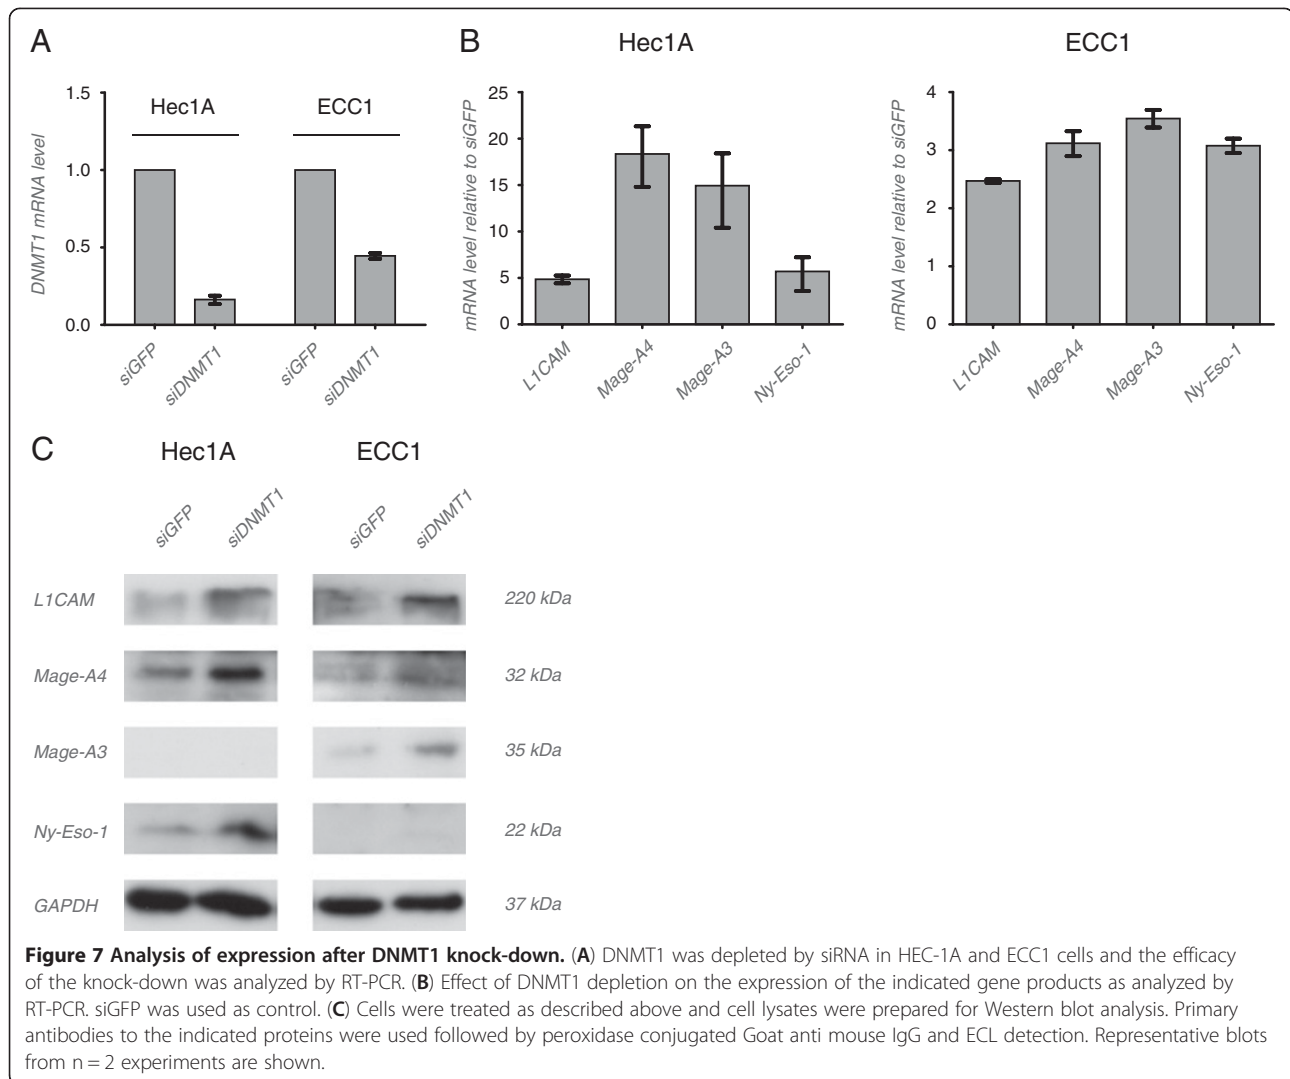 A
Hec1A
ECC1
DNMT1 mRNA level
1.5
1.0
0.5
0.0
siGFP
siDNMT1
siGFP
siDNMT1
B
Hec1A
mRNA level relative to siGFP
25
20
15
10
5
0
L1CAM
Mage-A4
Mage-A3
Ny-Eso-1
ECC1
mRNA level relative to siGFP
4
3
2
1
0
L1CAM
Mage-A4
Mage-A3
Ny-Eso-1
C
Hec1A
ECC1
siGFP
siDNMT1
siGFP
siDNMT1
L1CAM
220 kDa
Mage-A4
32 kDa
Mage-A3
35 kDa
Ny-Eso-1
22 kDa
GAPDH
37 kDa
Figure 7 Analysis of expression after DNMT1 knock-down. (A) DNMT1 was depleted by siRNA in HEC-1A and ECC1 cells and the efficacy
of the knock-down was analyzed by RT-PCR. (B) Effect of DNMT1 depletion on the expression of the indicated gene products as analyzed by
RT-PCR. siGFP was used as control. (C) Cells were treated as described above and cell lysates were prepared for Western blot analysis. Primary
antibodies to the indicated proteins were used followed by peroxidase conjugated Goat anti mouse IgG and ECL detection. Representative blots
from n = 2 experiments are shown.